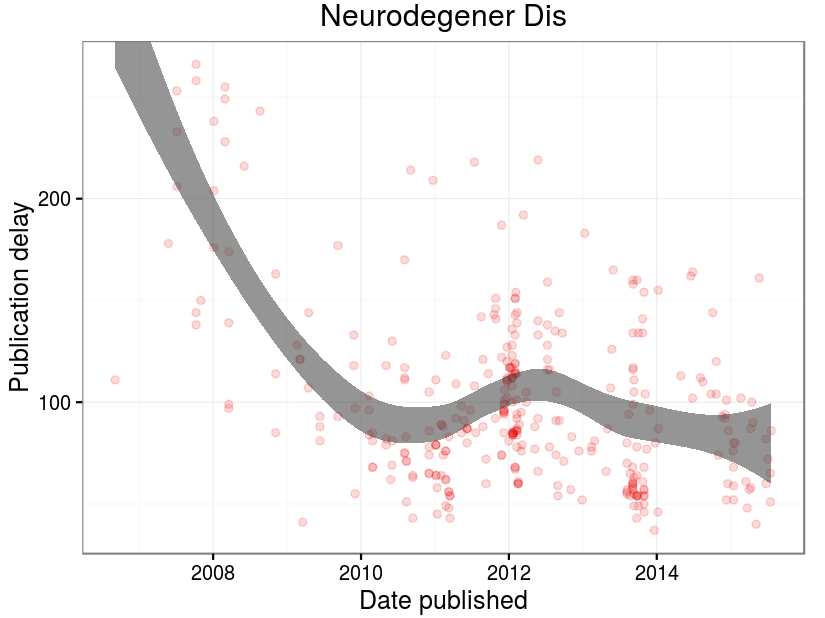 Neurodegener Dis
Publication delay
200
100
2008 2010 2012 2014
Date published